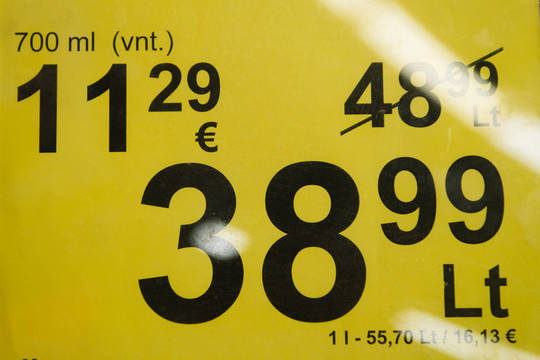 700 ml (vnt.)
11 29 €
48 99 Lt
38 99 Lt
1 l - 55,70 Lt / 16,13 €